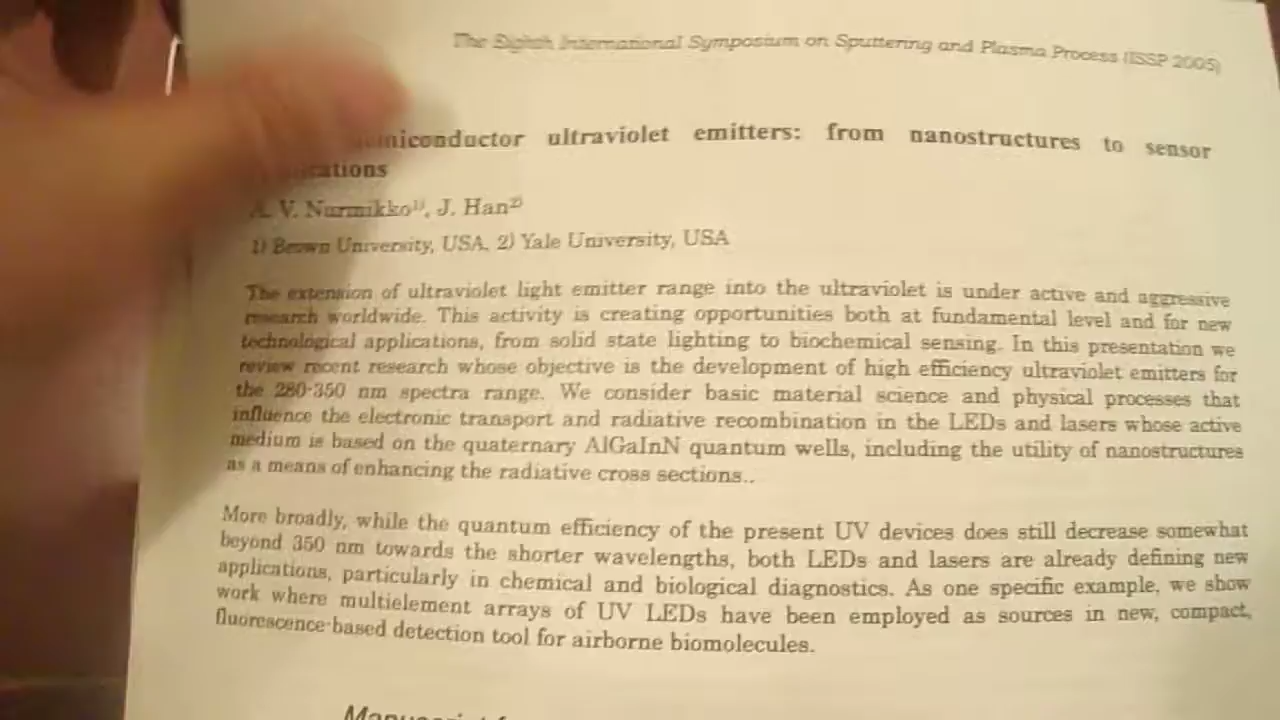 The Eighth International Symposium on Sputtering and Plasma Process (ISSP 2005)
ultraviolet emitters: from nanostructures to sensor
A. V. Nurmikko1), J. Han2)
1) Brown University, USA, 2) Yale University, USA
The extension of ultraviolet light emitter range into the ultraviolet is under active and aggressive
research worldwide. This activity is creating opportunities both at fundamental level and for new
technological applications, from solid state lighting to biochemical sensing. In this presentation we
review recent research whose objective is the development of high efficiency ultraviolet emitters for
the 280-350 nm spectra range. We consider basic material science and physical processes that
influence the electronic transport and radiative recombination in the LEDs and lasers whose active
medium is based on the quaternary AlGaInN quantum wells, including the utility of nanostructures
as a means of enhancing the radiative cross sections..
More broadly, while the quantum efficiency of the present UV devices does still decrease somewhat
beyond 350 nm towards the shorter wavelengths, both LEDs and lasers are already defining new
applications, particularly in chemical and biological diagnostics. As one specific example, we show
work where multielement arrays of UV LEDs have been employed as sources in new, compact,
fluorescence-based detection tool for airborne biomolecules.